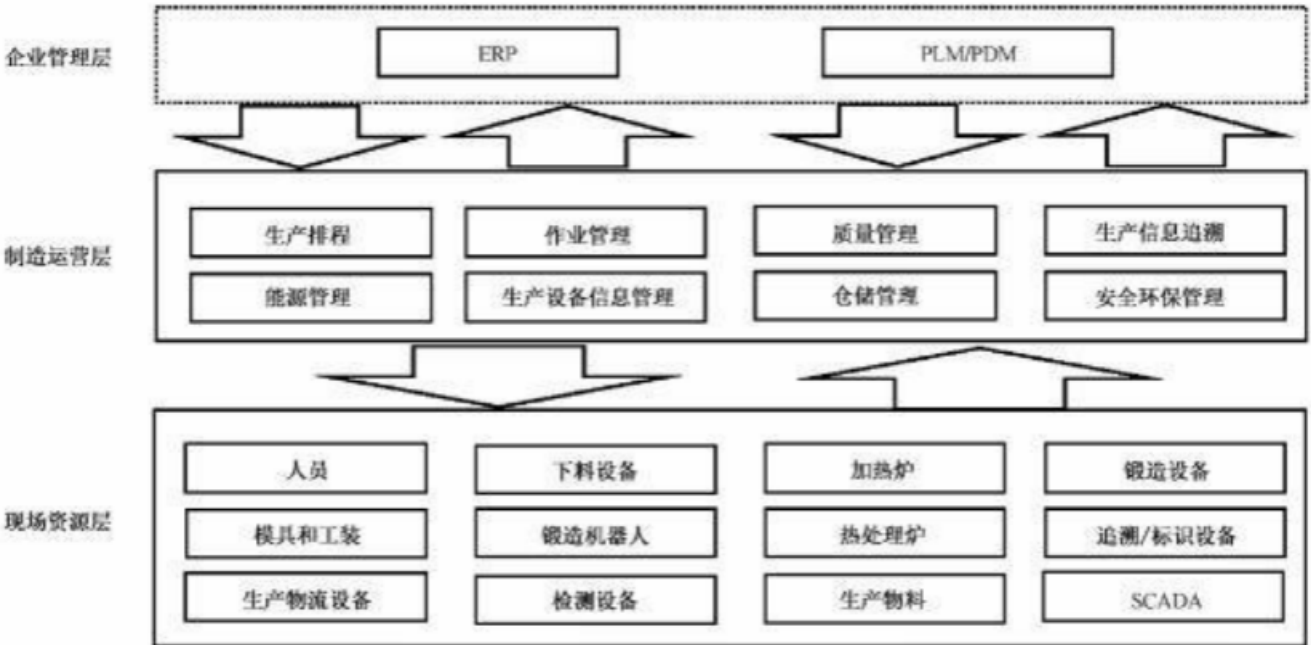 企业管理层
ERP
PLM/PDM
制造运营层
生产排程
作业管理
质量管理
生产信息追溯
能源管理
生产设备信息管理
仓储管理
安全环保管理
现场资源层
人员
下料设备
加热炉
锻造设备
模具和工装
锻造机器人
热处理炉
追溯/标识设备
生产物流设备
检测设备
生产物料
SCADA